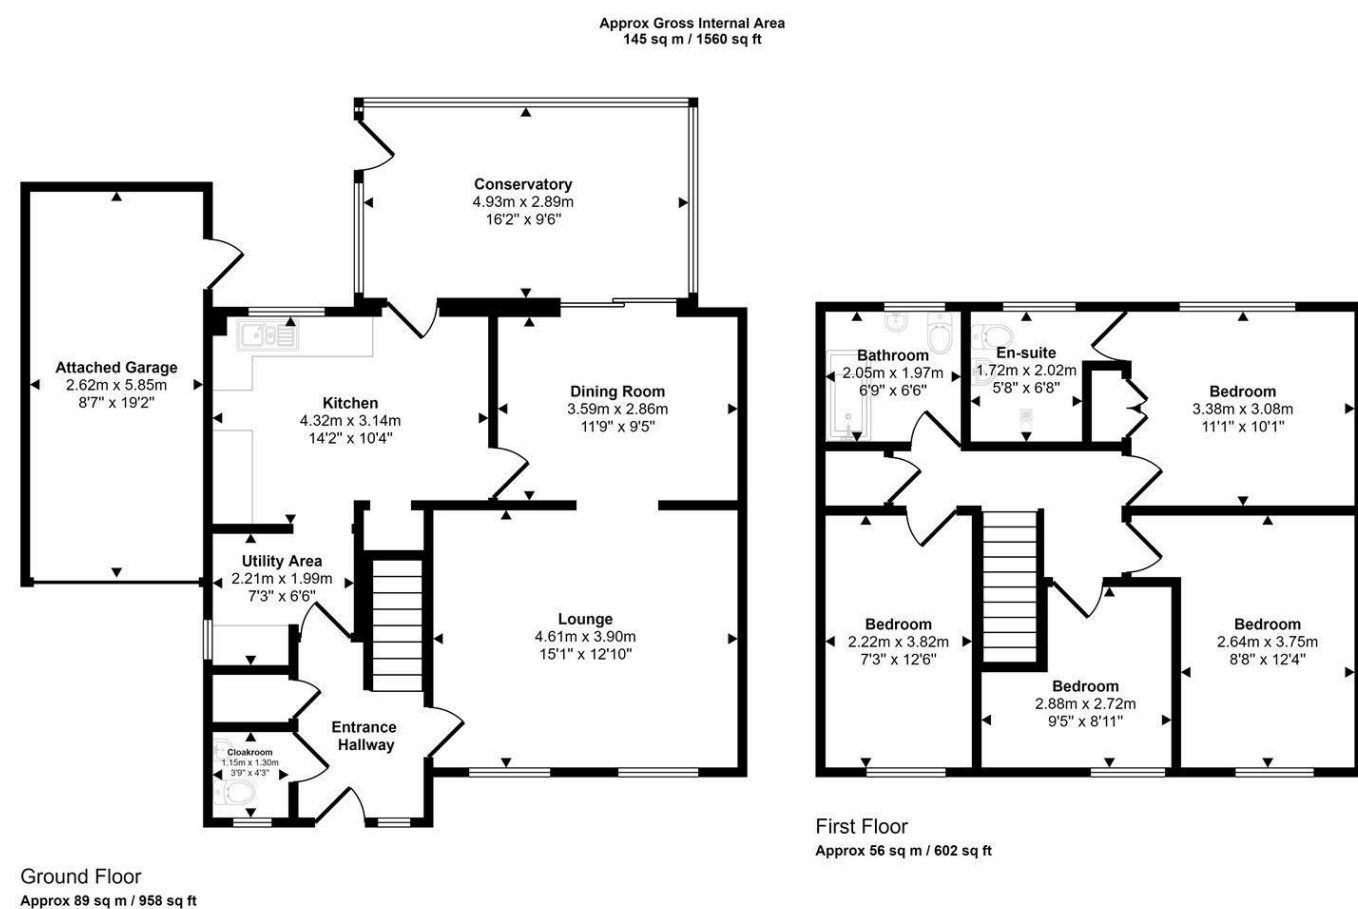 Approx Gross Internal Area
145 sq m / 1560 sq ft
Conservatory
4.93m x 2.89m
16'2" x 9'6"
Attached Garage
2.62m x 5.85m
8'7" x 19'2"
Kitchen
4.32m x 3.14m
14'2" x 10'4"
Dining Room
3.59m x 2.86m
11'9" x 9'5"
Utility Area
2.21m x 1.99m
7'3" x 6'6"
Lounge
4.61m x 3.90m
15'1" x 12'10"
Entrance
Hallway
Cloakroom
1.15m x 1.30m
3'9" x 4'3"
Ground Floor
Approx 89 sq m / 958 sq ft
Bathroom
2.05m x 1.97m
6'9" x 6'6"
En-suite
1.72m x 2.02m
5'8" x 6'8"
Bedroom
3.38m x 3.08m
11'1" x 10'1"
Bedroom
2.22m x 3.82m
7'3" x 12'6"
Bedroom
2.88m x 2.72m
9'5" x 8'11"
Bedroom
2.64m x 3.75m
8'8" x 12'4"
First Floor
Approx 56 sq m / 602 sq ft